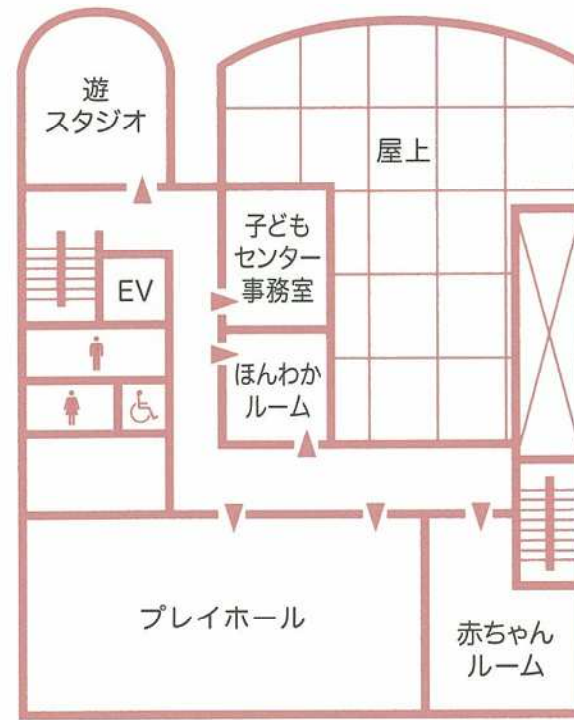 遊
スタジオ
屋上
子ども
センター
事務室
EV
ほんわか
ルーム
プレイホール
赤ちゃん
ルーム